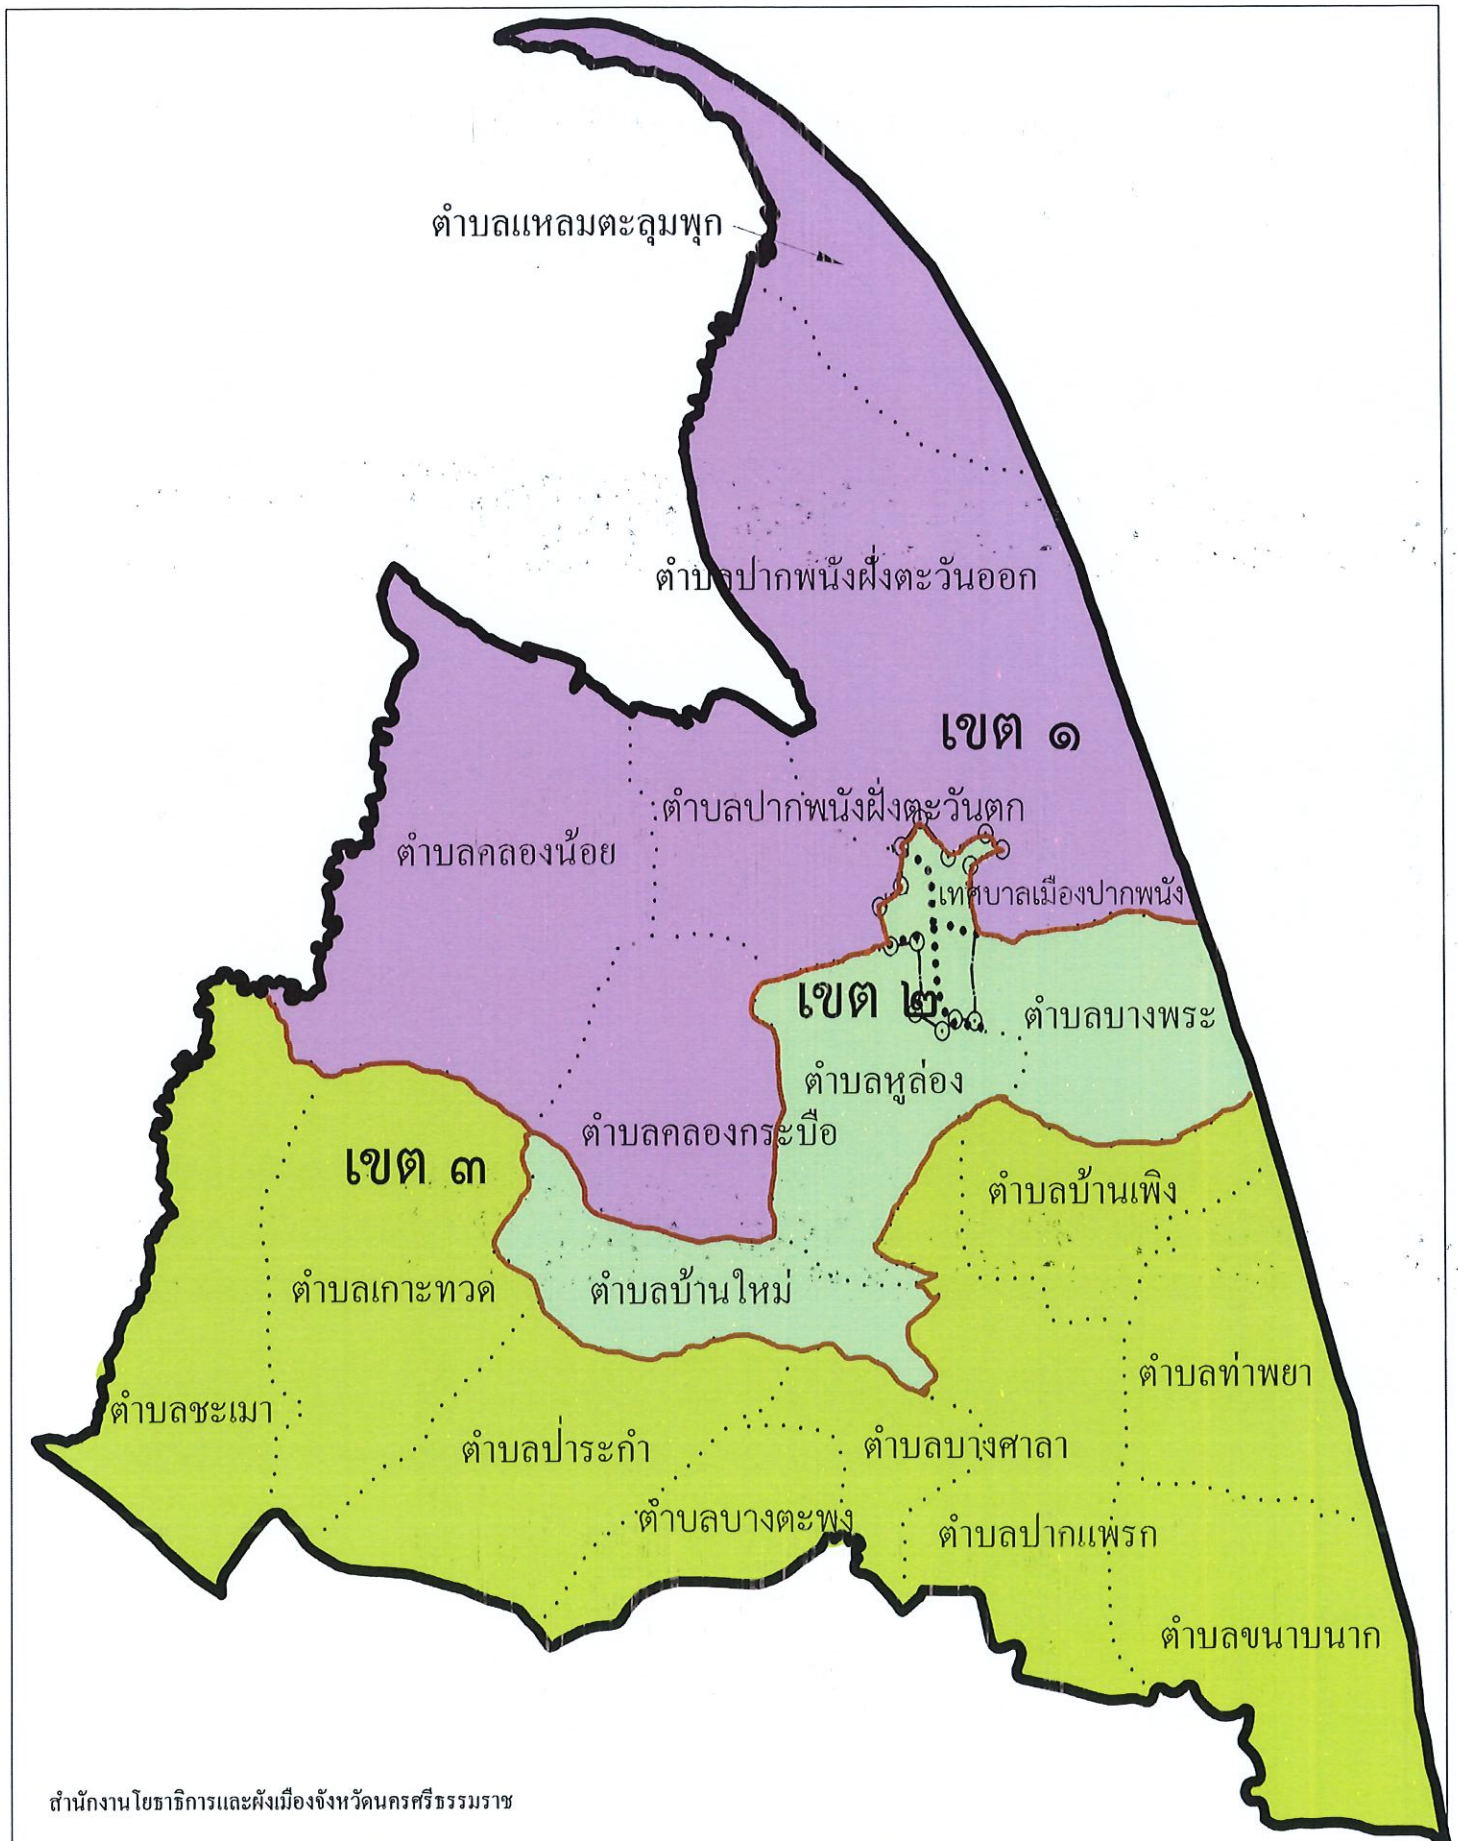 ตำบลแหลมตะลุมพุก
ตำบลปากพนังฝั่งตะวันออก
เขต ๑
ตำบลปากพนังฝั่งตะวันตก
ตำบลคลองน้อย
เทศบาลเมืองปากพนัง
เขต ๒
ตำบลบางพระ
ตำบลหูล่อง
ตำบลคลองกระบือ
เขต ๓
ตำบลบ้านเพิง
ตำบลเกาะทวด
ตำบลบ้านใหม่
ตำบลท่าพยา
ตำบลชะเมา
ตำบลป่าระกำ
ตำบลบางศาลา
ตำบลบางตะพง
ตำบลปากแพรก
ตำบลขนาบนาก
สำนักงานโยธาธิการและผังเมืองจังหวัดนครศรีธรรมราช